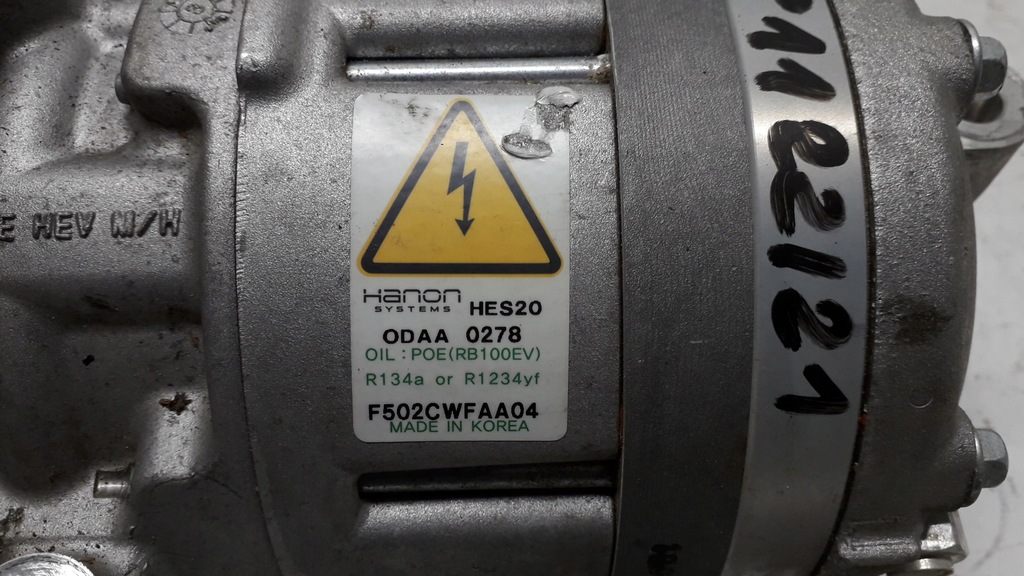 E HEV M/H
Hanon
SYSTEMS
HES20
ODAA 0278
OIL : POE(RB100EV)
R134a or R1234yf
F502CWFAA04
MADE IN KOREA